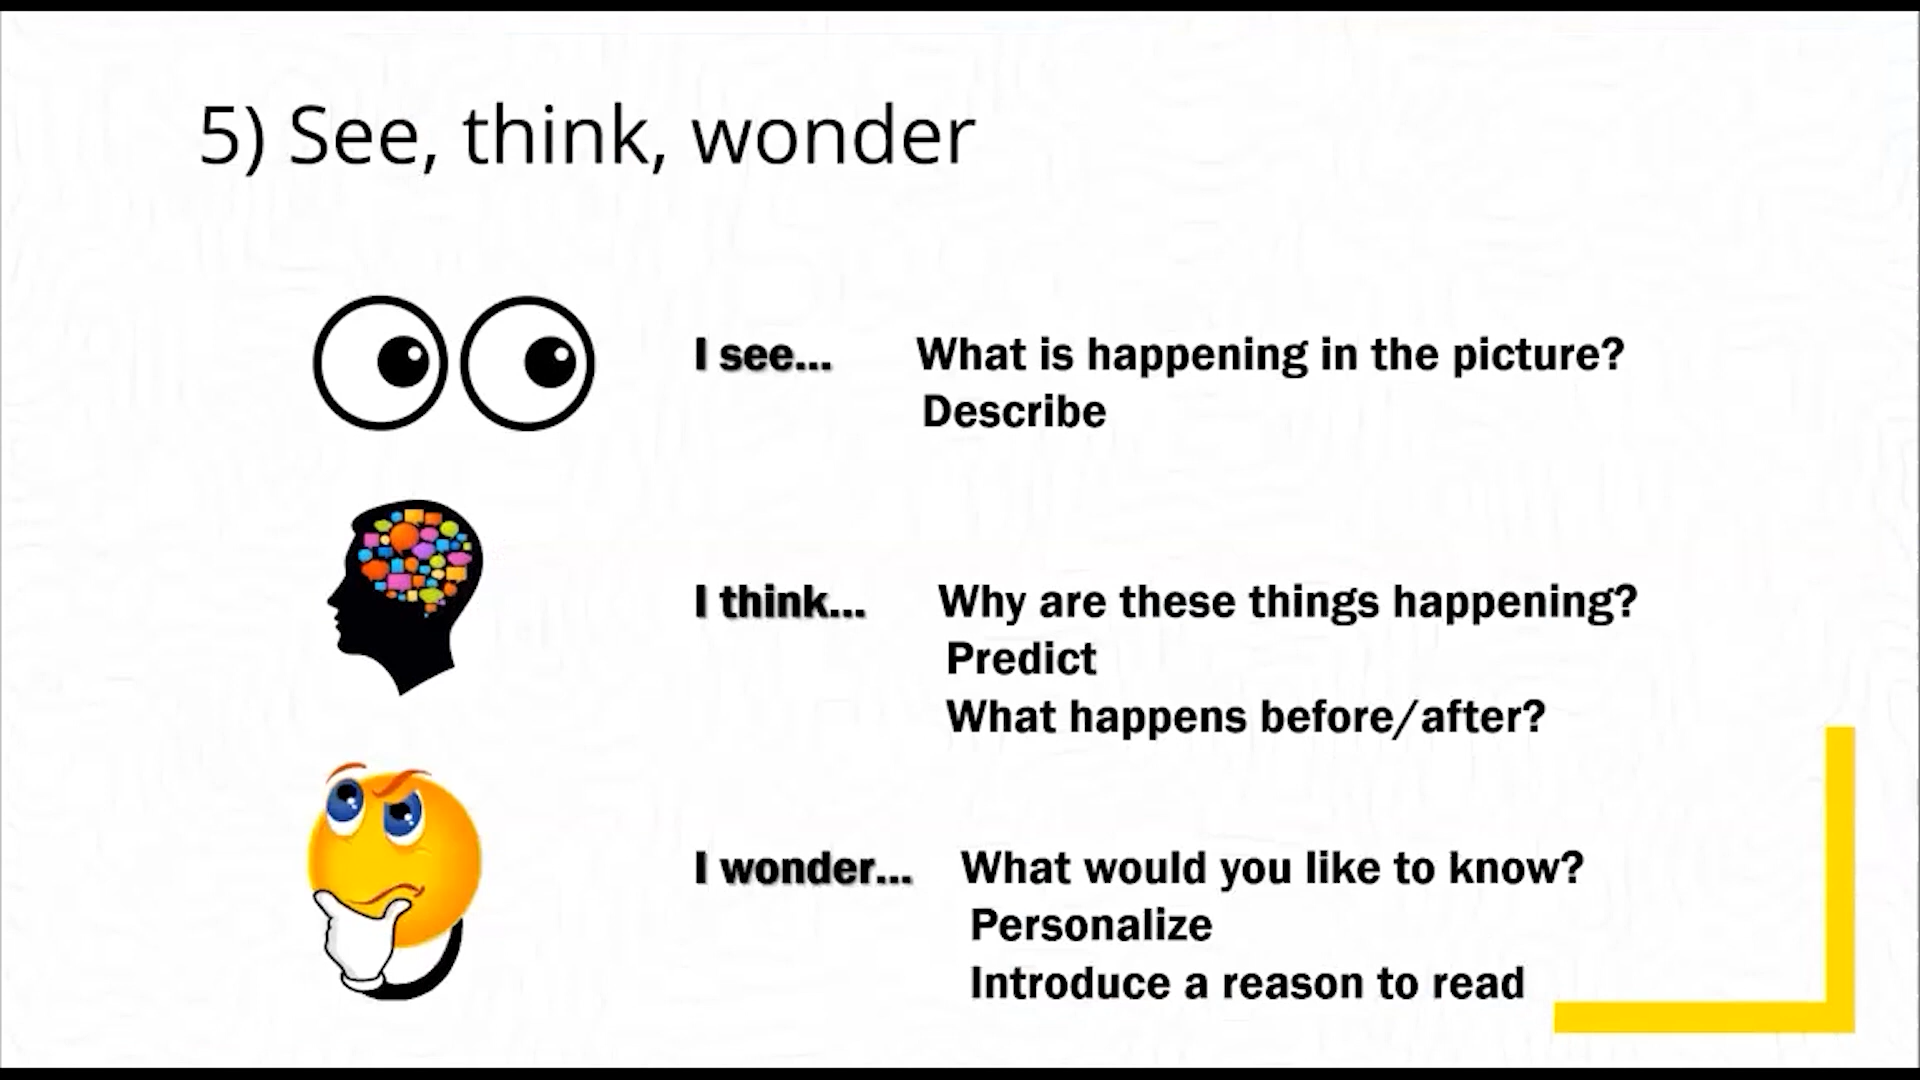 5) See, think, wonder
I see... What is happening in the picture?
Describe
I think... Why are these things happening?
Predict
What happens before/after?
I wonder... What would you like to know?
Personalize
Introduce a reason to read